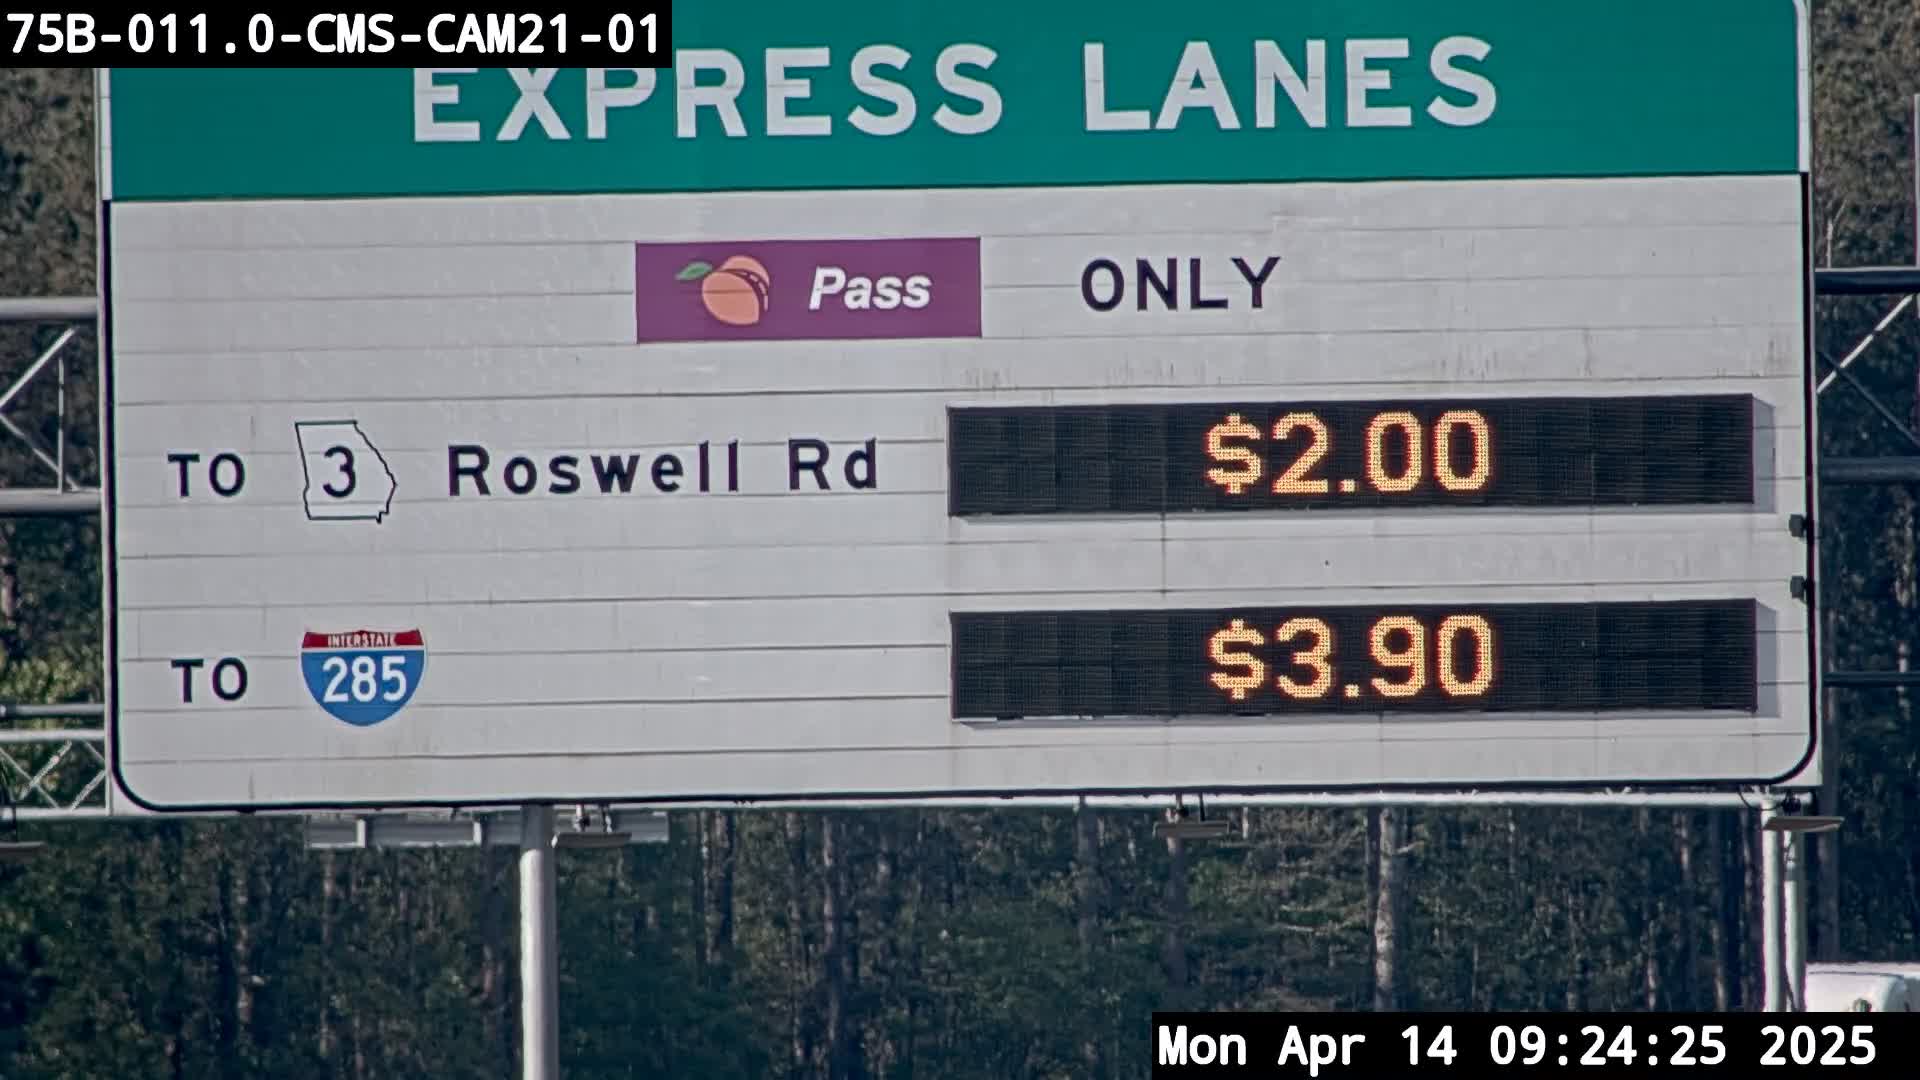 75B-011.0-CMS-CAM21-01
EXPRESS LANES
Pass ONLY
TO 3 Roswell Rd $2.00
TO INTERSTATE 285 $3.90
Mon Apr 14 09:24:25 2025